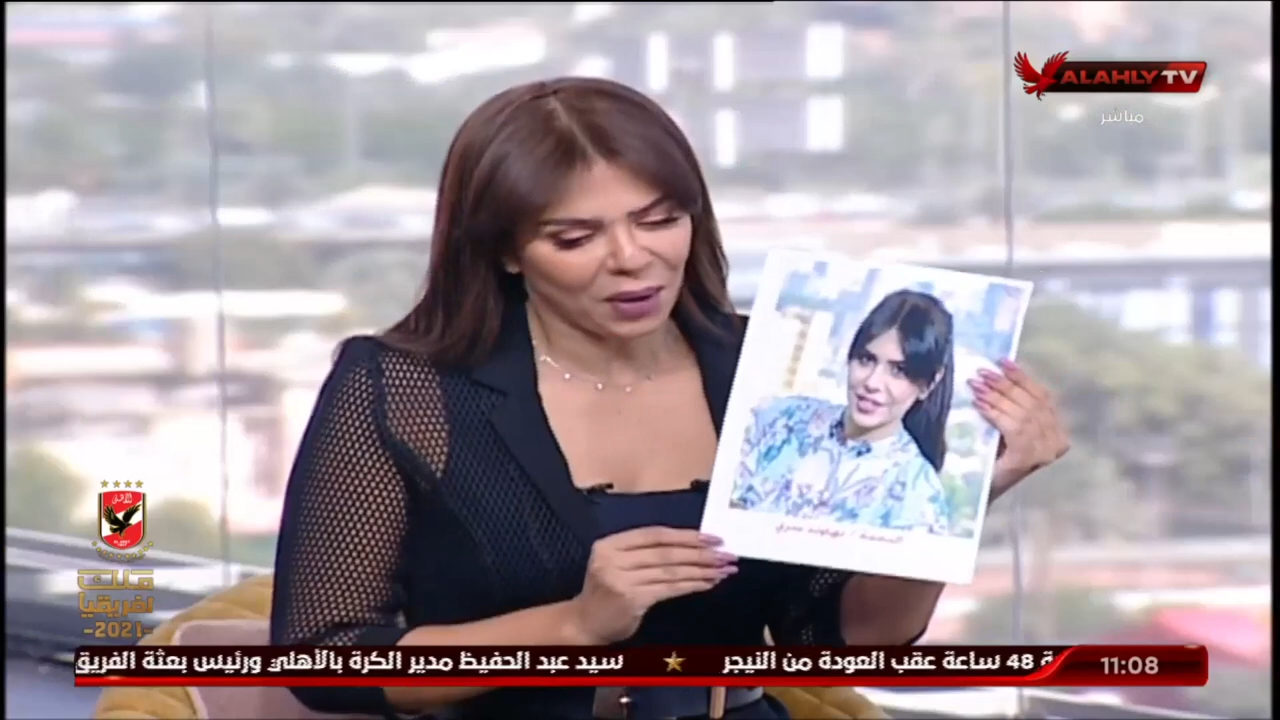 ALAHLY TV
مباشر
الأهلي
ملك
افريقيا
-2021-
48 ساعة عقب العودة من النيجر ★ سيد عبد الحفيظ مدير الكرة بالأهلي ورئيس بعثة الفريق
11:08